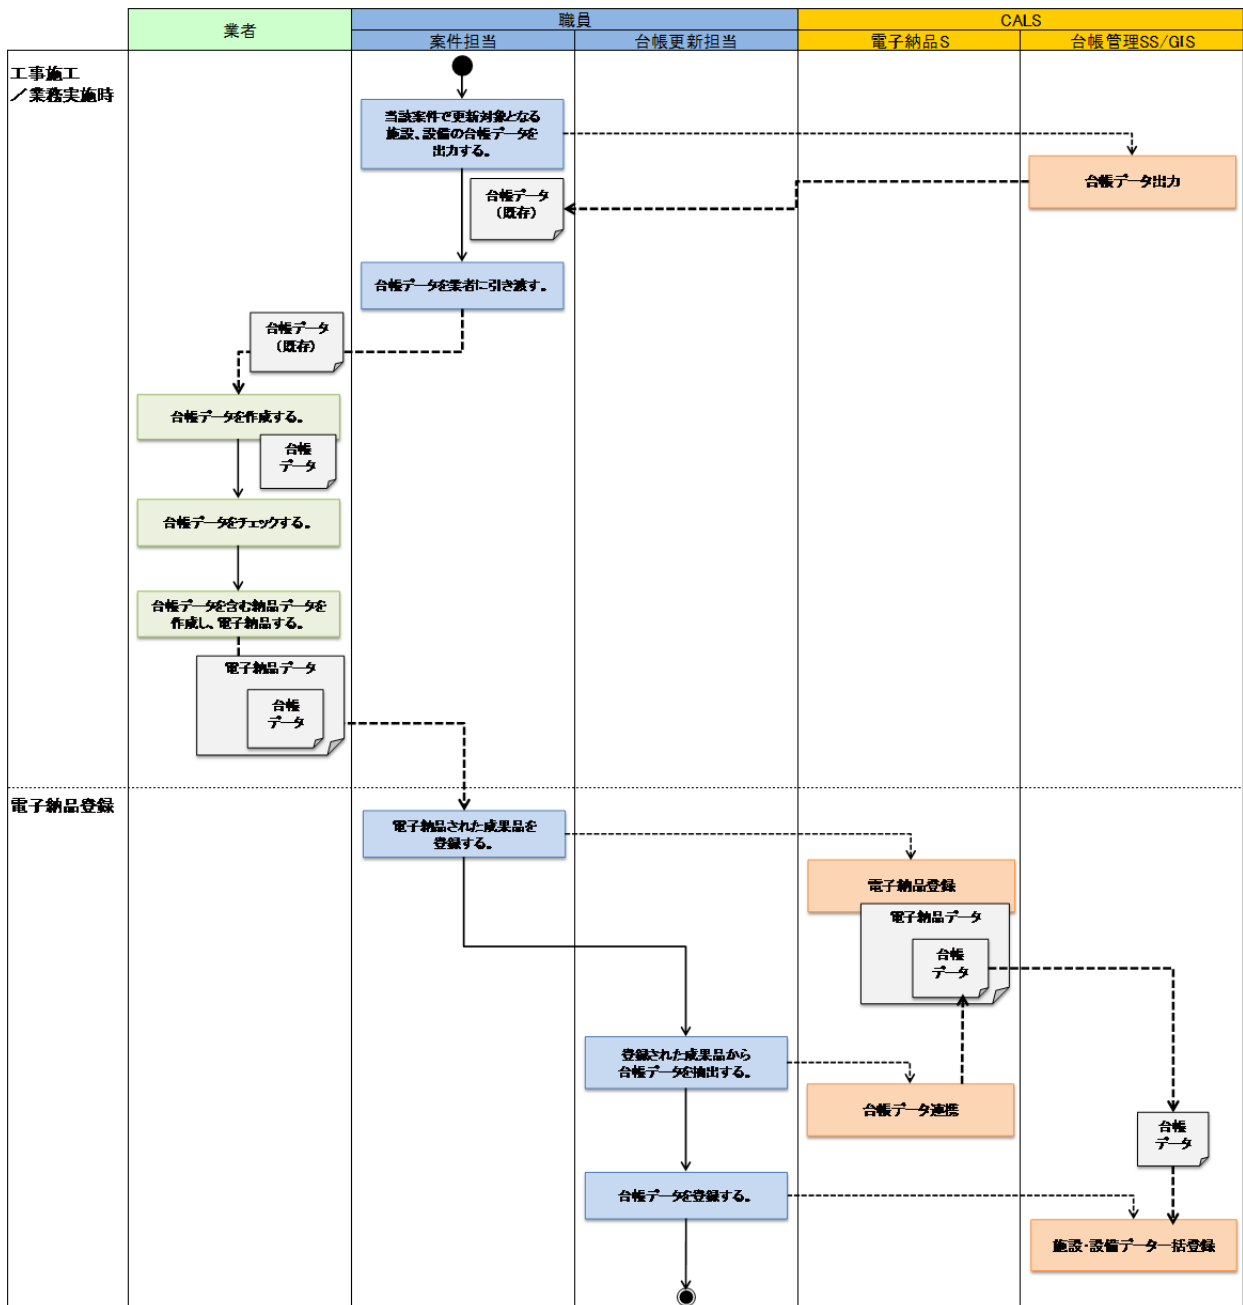 業者
職員
CALS
案件担当
台帳更新担当
電子納品S
台帳管理SS/GIS
工事施工
／業務実施時
当該案件で更新対象となる
施設、設備の台帳データを
出力する。
台帳データ出力
台帳データ
（既存）
台帳データを業者に引き渡す。
台帳データ
（既存）
台帳データを作成する。
台帳
データ
台帳データをチェックする。
台帳データを含む納品データを
作成し、電子納品する。
電子納品データ
台帳
データ
電子納品登録
電子納品された成果品を
登録する。
電子納品登録
電子納品データ
台帳
データ
登録された成果品から
台帳データを抽出する。
台帳データ連携
台帳
データ
台帳データを登録する。
施設・設備データ一括登録